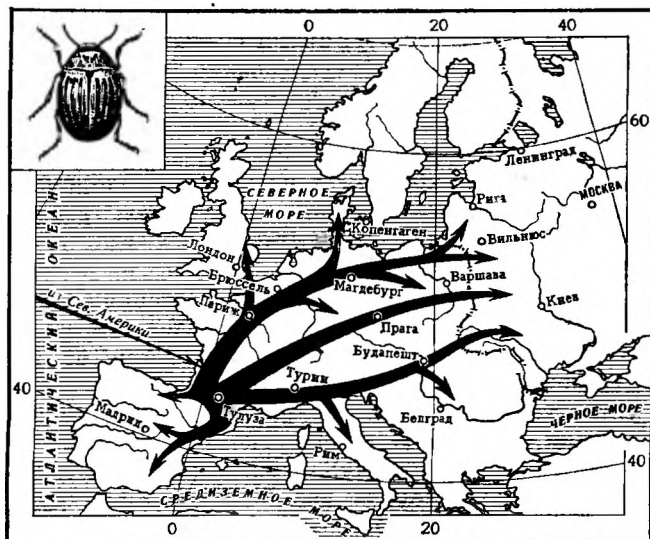 0
20
40
60
Ленинград
МОСКВА
Рига
СЕВЕРНОЕ
МОРЕ
Копенгаген
Вильнюс
Лондон
Брюссель
Магдебург
Варшава
Киев
Париж
Прага
из Сев. Америки
Будапешт
40
Турин
Мадрид
Тулуза
Белград
ЧЕРНОЕ МОРЕ
Рим
40
СРЕДИЗЕМНОЕ МОРЕ
АТЛАНТИЧЕСКИЙ ОКЕАН
0
20
40